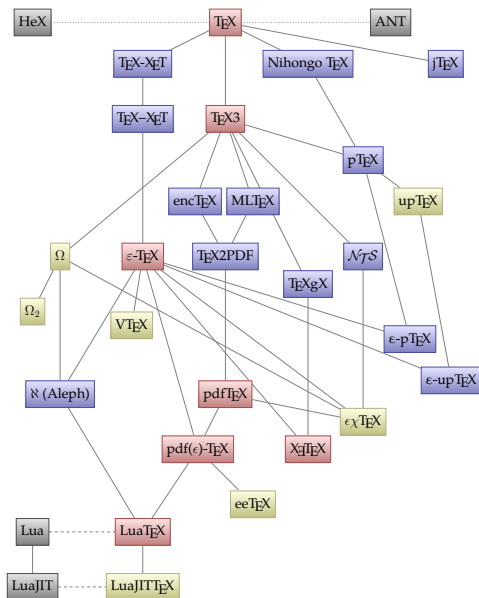 HeX
TEX
ANT
TEX-XET
Nihongo TEX
jTEX
TEX--XET
TEX3
pTEX
encTEX
MLTEX
upTEX
Ω
ε-TEX
TEX2PDF
NTS
TEXgX
Ω₂
VTEX
ε-pTEX
ε-upTEX
ℵ (Aleph)
pdfTEX
ϵχTEX
pdf(ϵ)-TEX
XƎTEX
eeTEX
Lua
LuaTEX
LuaJIT
LuaJITTEX